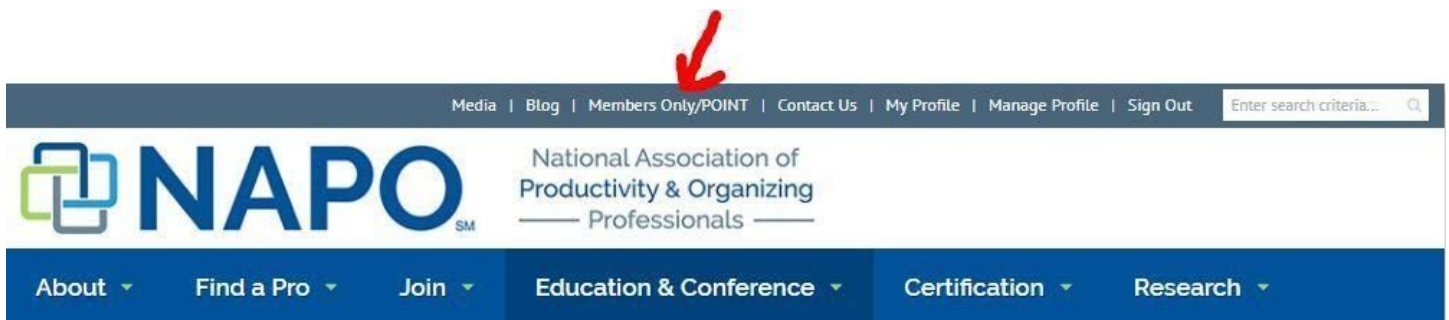 Media | Blog | Members Only/POINT | Contact Us | My Profile | Manage Profile | Sign Out Enter search criteria...
NAPO SM
National Association of
Productivity & Organizing
Professionals
About Find a Pro Join Education & Conference Certification Research